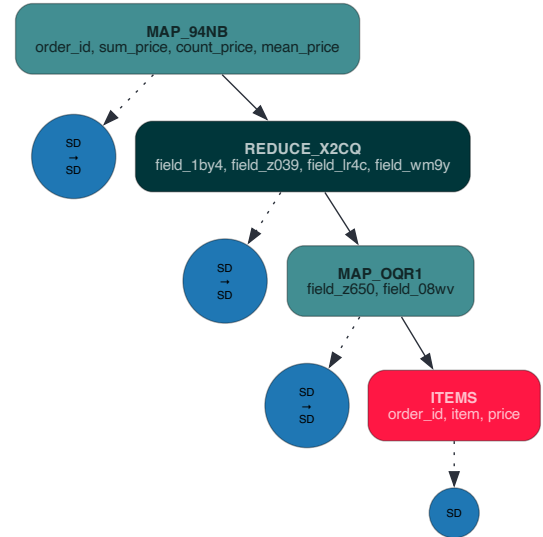 MAP_94NB
order_id, sum_price, count_price, mean_price
SD
→
SD
REDUCE_X2CQ
field_1by4, field_z039, field_lr4c, field_wm9y
SD
→
SD
MAP_OQR1
field_z650, field_08wv
SD
→
SD
ITEMS
order_id, item, price
SD